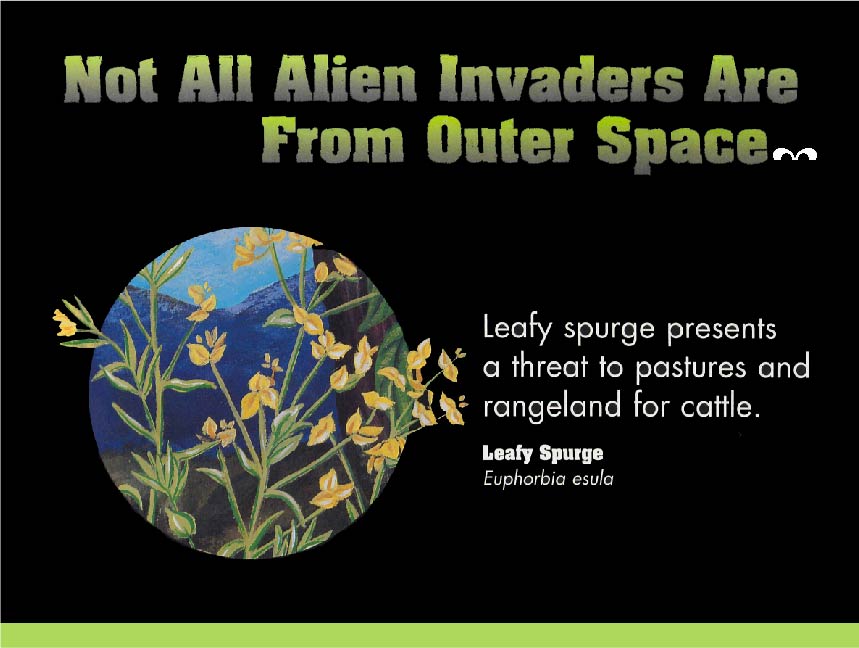 Not All Alien Invaders Are
From Outer Space...
Leafy spurge presents
a threat to pastures and
rangeland for cattle.
Leafy Spurge
Euphorbia esula